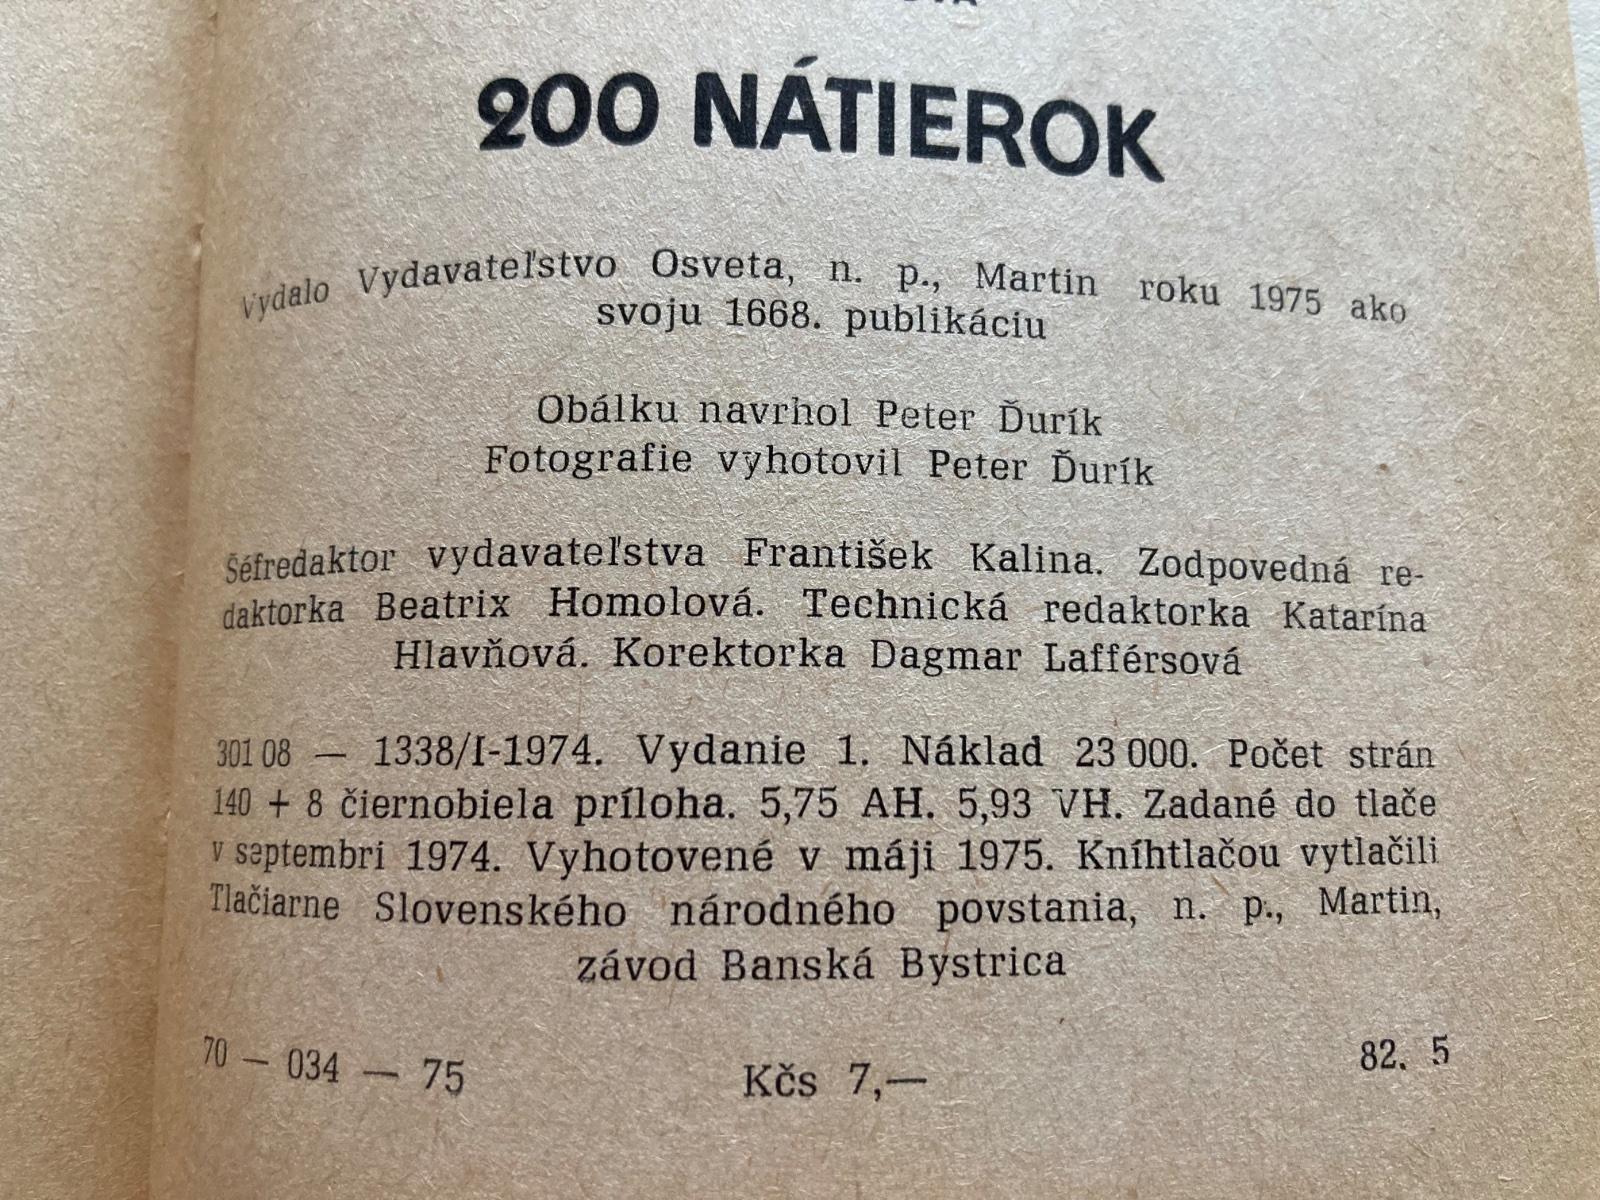 200 NÁTIEROK
Vydalo Vydavateľstvo Osveta, n. p., Martin roku 1975 ako
svoju 1668. publikáciu
Obálku navrhol Peter Ďurík
Fotografie vyhotovil Peter Ďurík
Šéfredaktor vydavateľstva František Kalina. Zodpovedná re-
daktorka Beatrix Homolová. Technická redaktorka Katarína
Hlavňová. Korektorka Dagmar Lafférsová
301 08 — 1338/I-1974. Vydanie 1. Náklad 23 000. Počet strán
140 + 8 čiernobiela príloha. 5,75 AH. 5,93 VH. Zadané do tlače
v septembri 1974. Vyhotovené v máji 1975. Kníhtlačou vytlačili
Tlačiarne Slovenského národného povstania, n. p., Martin,
závod Banská Bystrica
70 — 034 — 75 Kčs 7,— 82. 5